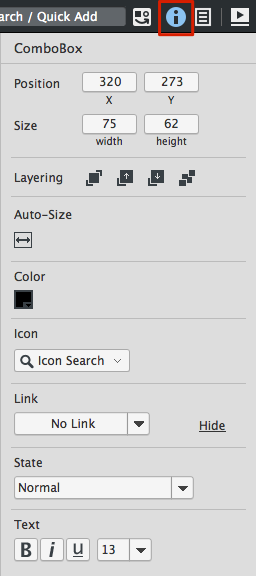 arch / Quick Add
ComboBox
Position 320 273
X Y
Size 75 62
width height
Layering
Auto-Size
Color
Icon
Icon Search
Link
No Link Hide
State
Normal
Text
B i u 13